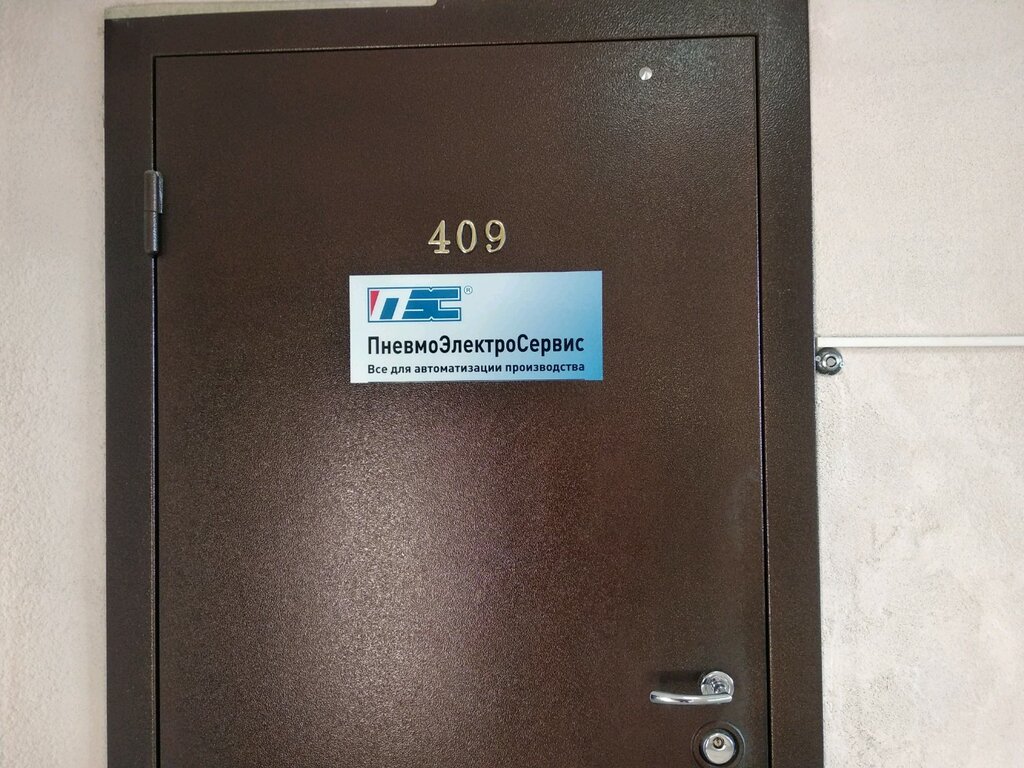 409
ПЭС®
ПневмоЭлектроСервис
Все для автоматизации производства